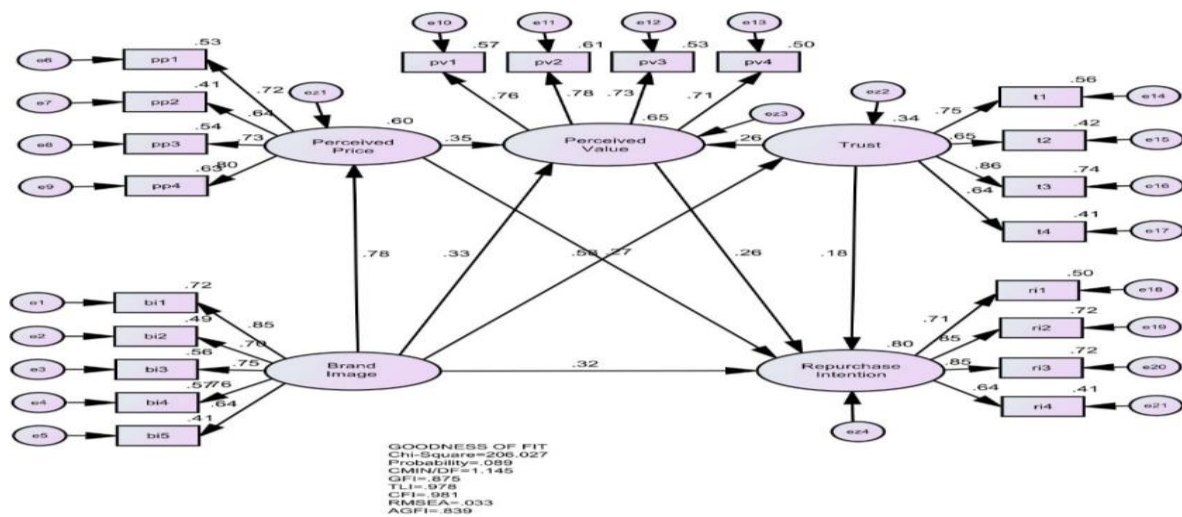 e10
e11
e12
e13
.57
.61
.53
.50
pv1
pv2
pv3
pv4
.76
.78
.73
.71
e6
pp1
.53
e7
pp2
.41
e8
pp3
.54
e9
pp4
.63
.72
.64
.73
.80
ez1
.60
Perceived
Price
.35
.65
Perceived
Value
ez3
.26
ez2
.34
Trust
.75
.65
.86
.64
t1
.56
e14
t2
.42
e15
t3
.74
e16
t4
.41
e17
.78
.33
.58
.27
.26
.18
e1
bi1
.72
e2
bi2
.49
e3
bi3
.56
e4
bi4
.57
e5
bi5
.41
.85
.70
.75
.76
.64
Brand
Image
.32
.80
Repurchase
Intention
ez4
.71
.85
.85
.64
ri1
.50
e18
ri2
.72
e19
ri3
.72
e20
ri4
.41
e21
GOODNESS OF FIT
Chi-Square=206.027
Probability=.089
CMIN/DF=1.145
GFI=.875
TLI=.978
CFI=.981
RMSEA=.033
AGFI=.839